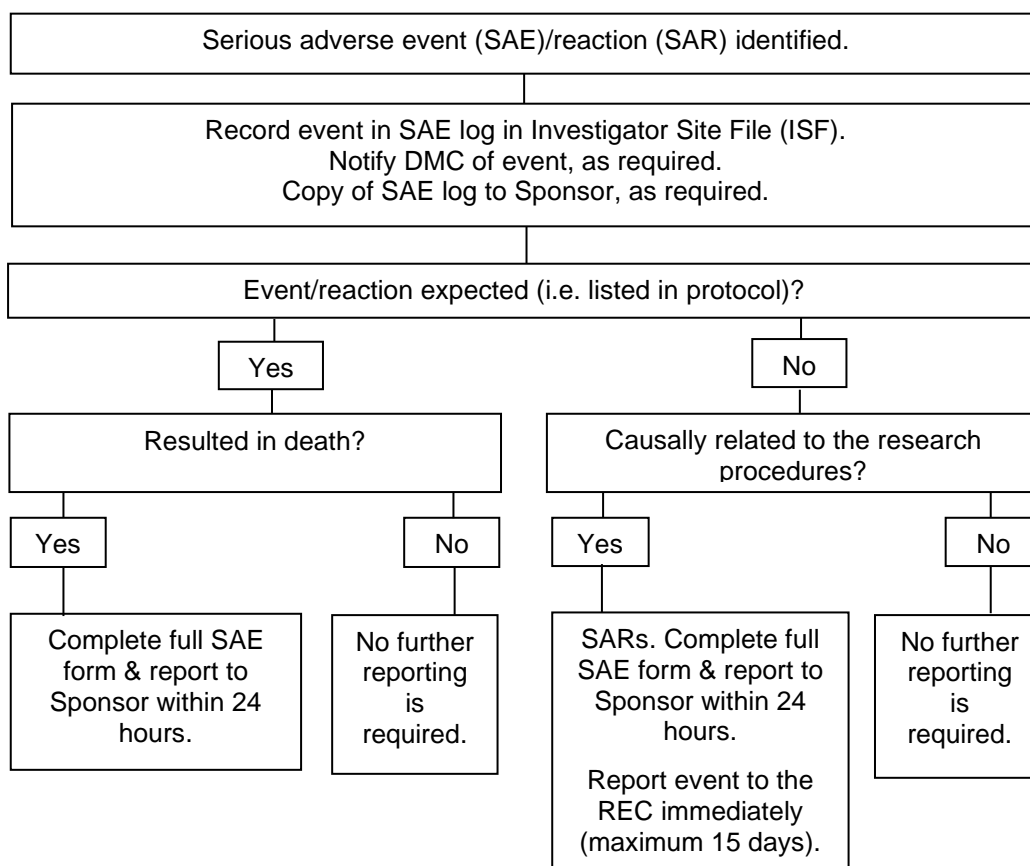 Serious adverse event (SAE)/reaction (SAR) identified.
Record event in SAE log in Investigator Site File (ISF).
Notify DMC of event, as required.
Copy of SAE log to Sponsor, as required.
Event/reaction expected (i.e. listed in protocol)?
Yes
No
Resulted in death?
Causally related to the research
procedures?
Yes
No
Yes
No
Complete full SAE
form & report to
Sponsor within 24
hours.
No further
reporting
is
required.
SARs. Complete full
SAE form & report to
Sponsor within 24
hours.
Report event to the
REC immediately
(maximum 15 days).
No further
reporting
is
required.